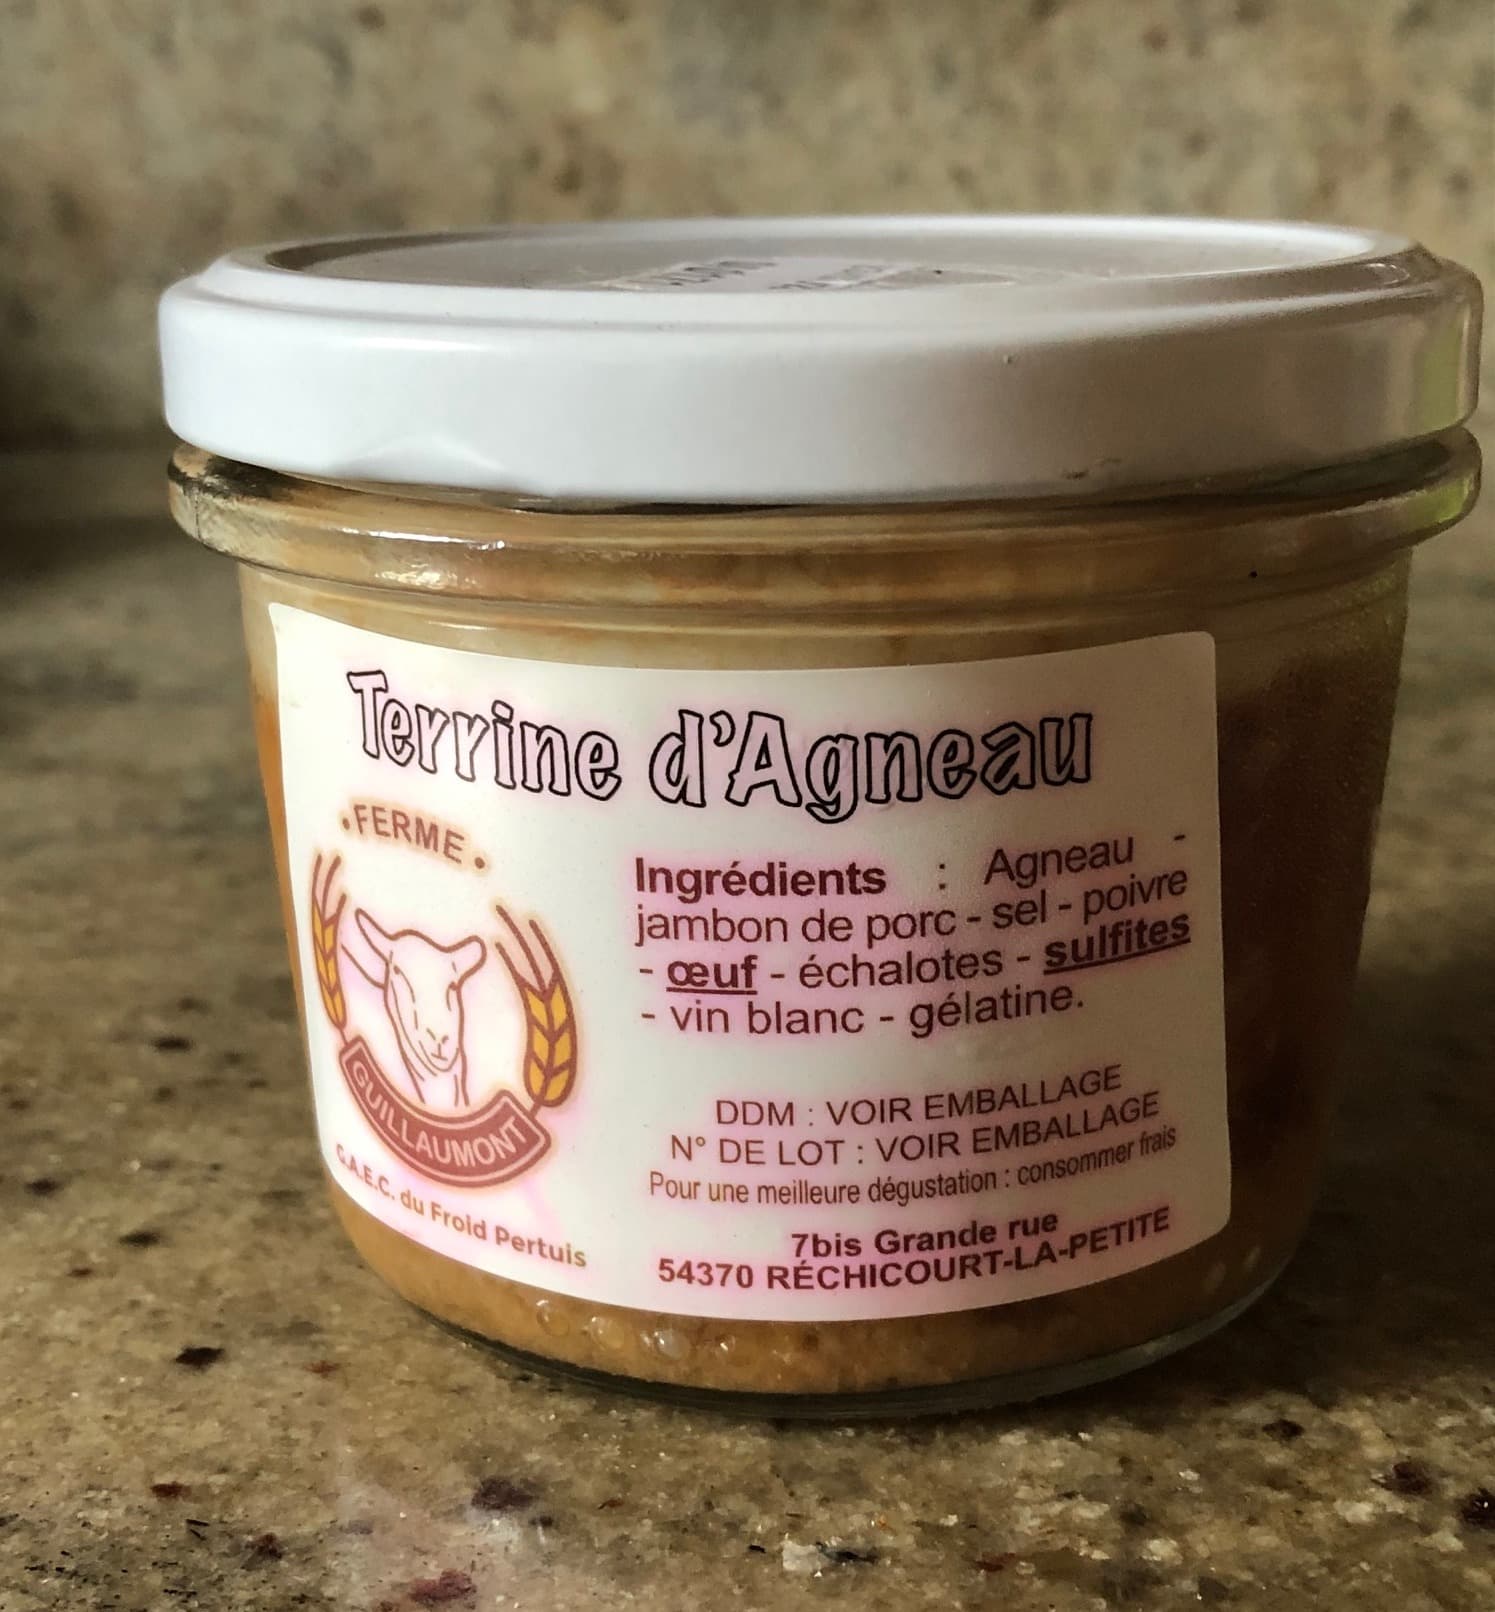 Terrine d'Agneau
• FERME •
GUILLAUMONT
G.A.E.C. du Froid Pertuis
Ingrédients : Agneau -
jambon de porc - sel - poivre
- œuf - échalotes - sulfites
- vin blanc - gélatine.
DDM : VOIR EMBALLAGE
N° DE LOT : VOIR EMBALLAGE
Pour une meilleure dégustation : consommer frais
7bis Grande rue
54370 RÉCHICOURT-LA-PETITE